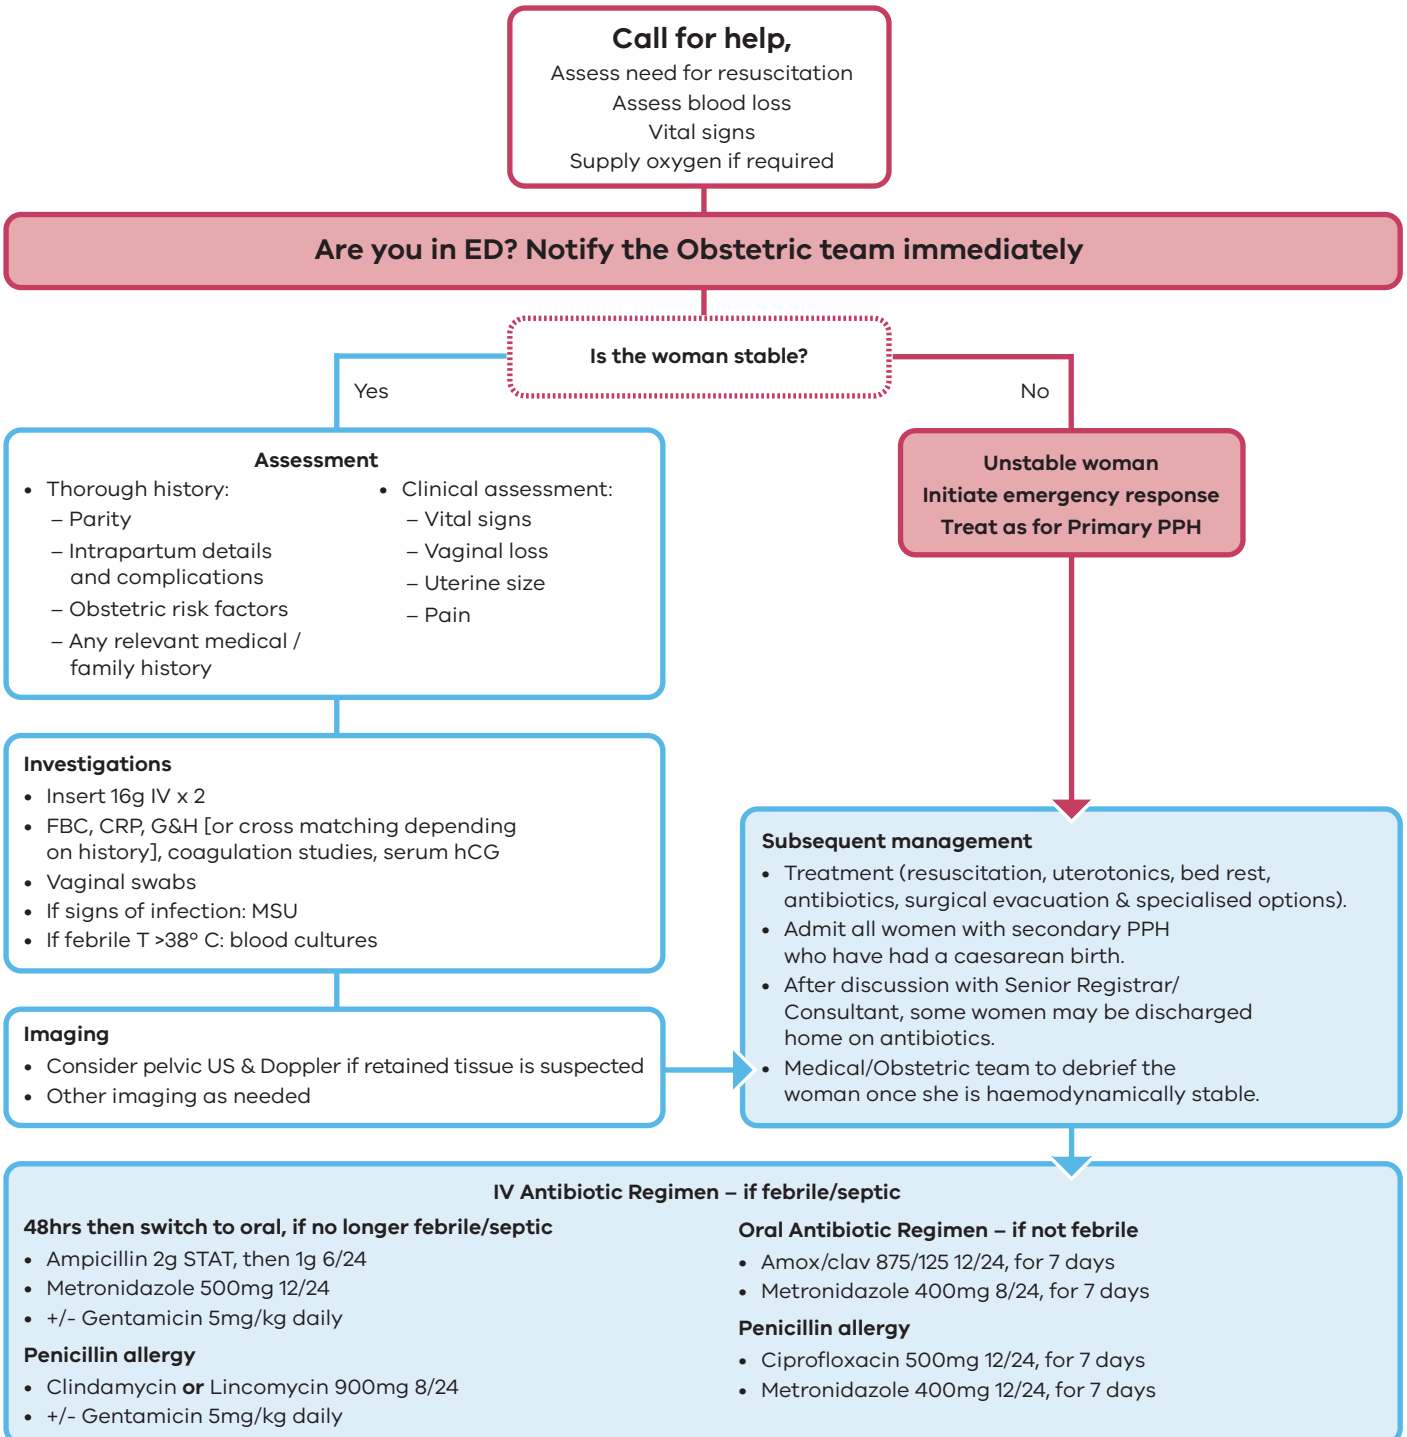 Call for help,
Assess need for resuscitation
Assess blood loss
Vital signs
Supply oxygen if required
Are you in ED? Notify the Obstetric team immediately
Is the woman stable?
Yes
No
Assessment
• Thorough history:
– Parity
– Intrapartum details
and complications
– Obstetric risk factors
– Any relevant medical /
family history
• Clinical assessment:
– Vital signs
– Vaginal loss
– Uterine size
– Pain
Unstable woman
Initiate emergency response
Treat as for Primary PPH
Investigations
• Insert 16g IV x 2
• FBC, CRP, G&H [or cross matching depending
on history], coagulation studies, serum hCG
• Vaginal swabs
• If signs of infection: MSU
• If febrile T >38° C: blood cultures
Imaging
• Consider pelvic US & Doppler if retained tissue is suspected
• Other imaging as needed
Subsequent management
• Treatment (resuscitation, uterotonics, bed rest,
antibiotics, surgical evacuation & specialised options).
• Admit all women with secondary PPH
who have had a caesarean birth.
• After discussion with Senior Registrar/
Consultant, some women may be discharged
home on antibiotics.
• Medical/Obstetric team to debrief the
woman once she is haemodynamically stable.
IV Antibiotic Regimen – if febrile/septic
48hrs then switch to oral, if no longer febrile/septic
• Ampicillin 2g STAT, then 1g 6/24
• Metronidazole 500mg 12/24
• +/- Gentamicin 5mg/kg daily
Penicillin allergy
• Clindamycin or Lincomycin 900mg 8/24
• +/- Gentamicin 5mg/kg daily
Oral Antibiotic Regimen – if not febrile
• Amox/clav 875/125 12/24, for 7 days
• Metronidazole 400mg 8/24, for 7 days
Penicillin allergy
• Ciprofloxacin 500mg 12/24, for 7 days
• Metronidazole 400mg 12/24, for 7 days